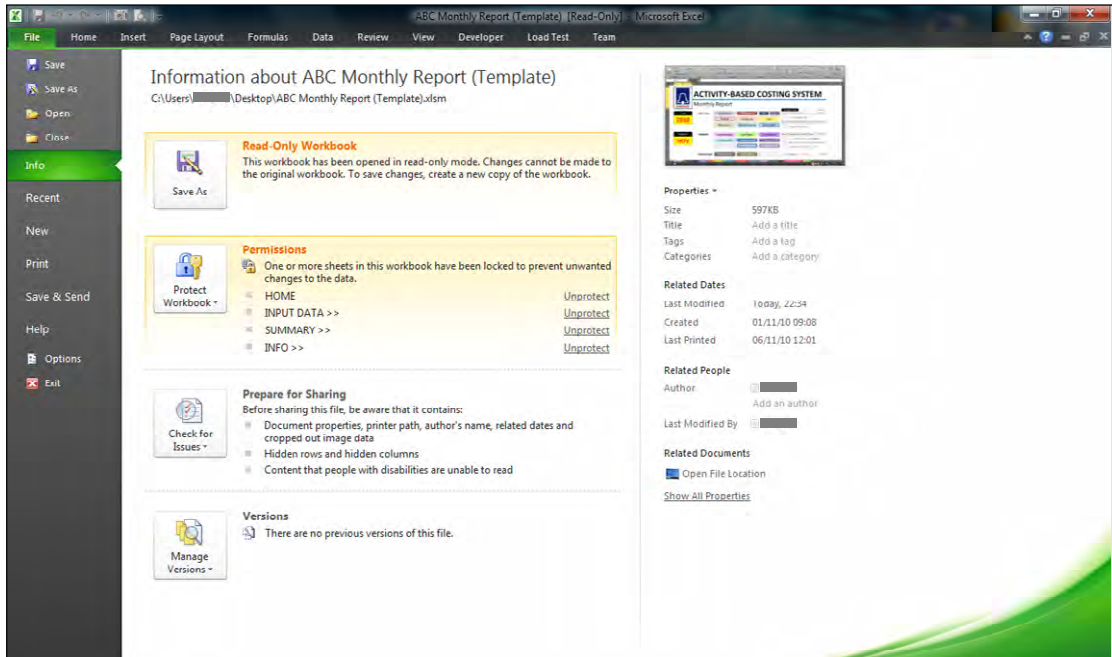 ABC Monthly Report (Template) [Read-Only] - Microsoft Excel
File Home Insert Page Layout Formulas Data Review View Developer Load Test Team
Save
Save As
Open
Close
Info
Recent
New
Print
Save & Send
Help
Options
Exit
Information about ABC Monthly Report (Template)
C:\Users\ \Desktop\ABC Monthly Report (Template).xlsm
Save As
Read-Only Workbook
This workbook has been opened in read-only mode. Changes cannot be made to
the original workbook. To save changes, create a new copy of the workbook.
Protect
Workbook
Permissions
One or more sheets in this workbook have been locked to prevent unwanted
changes to the data.
HOME Unprotect
INPUT DATA >> Unprotect
SUMMARY >> Unprotect
INFO >> Unprotect
Check for
Issues
Prepare for Sharing
Before sharing this file, be aware that it contains:
Document properties, printer path, author's name, related dates and
cropped out image data
Hidden rows and hidden columns
Content that people with disabilities are unable to read
Manage
Versions
Versions
There are no previous versions of this file.
ACTIVITY-BASED COSTING SYSTEM
Monthly Report
Properties
Size 597KB
Title Add a title
Tags Add a tag
Categories Add a category
Related Dates
Last Modified Today, 22:34
Created 01/11/10 09:08
Last Printed 06/11/10 12:01
Related People
Author
Add an author
Last Modified By
Related Documents
Open File Location
Show All Properties